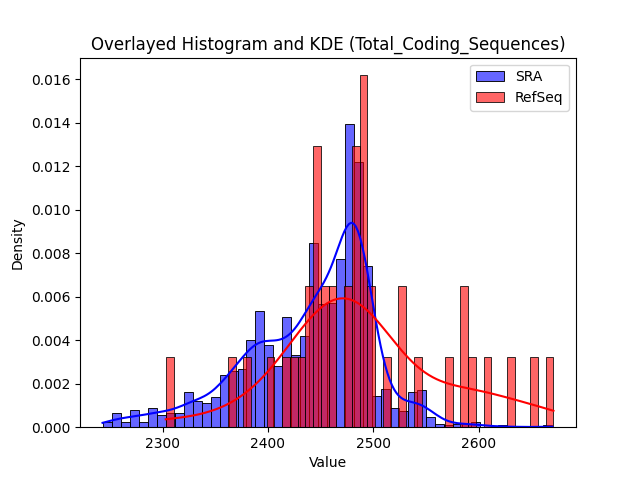 Overlayed Histogram and KDE (Total_Coding_Sequences)
SRA
RefSeq
0.016
0.014
0.012
0.010
0.008
0.006
0.004
0.002
0.000
Density
2300 2400 2500 2600
Value